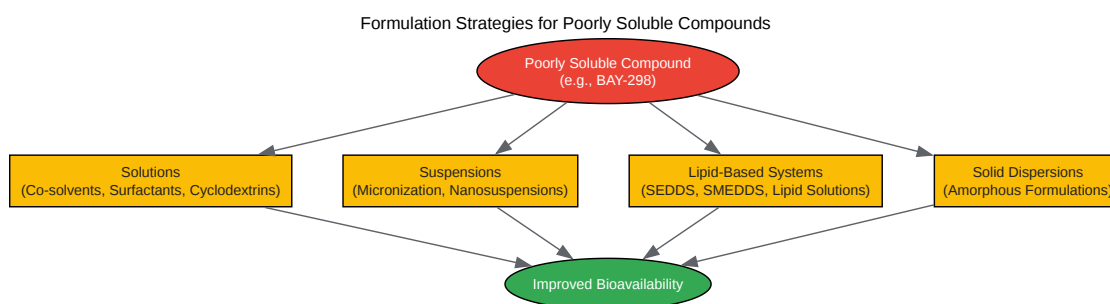 Formulation Strategies for Poorly Soluble Compounds
Poorly Soluble Compound
(e.g., BAY-298)
Solutions
(Co-solvents, Surfactants, Cyclodextrins)
Suspensions
(Micronization, Nanosuspensions)
Lipid-Based Systems
(SEDDS, SMEDDS, Lipid Solutions)
Solid Dispersions
(Amorphous Formulations)
Improved Bioavailability